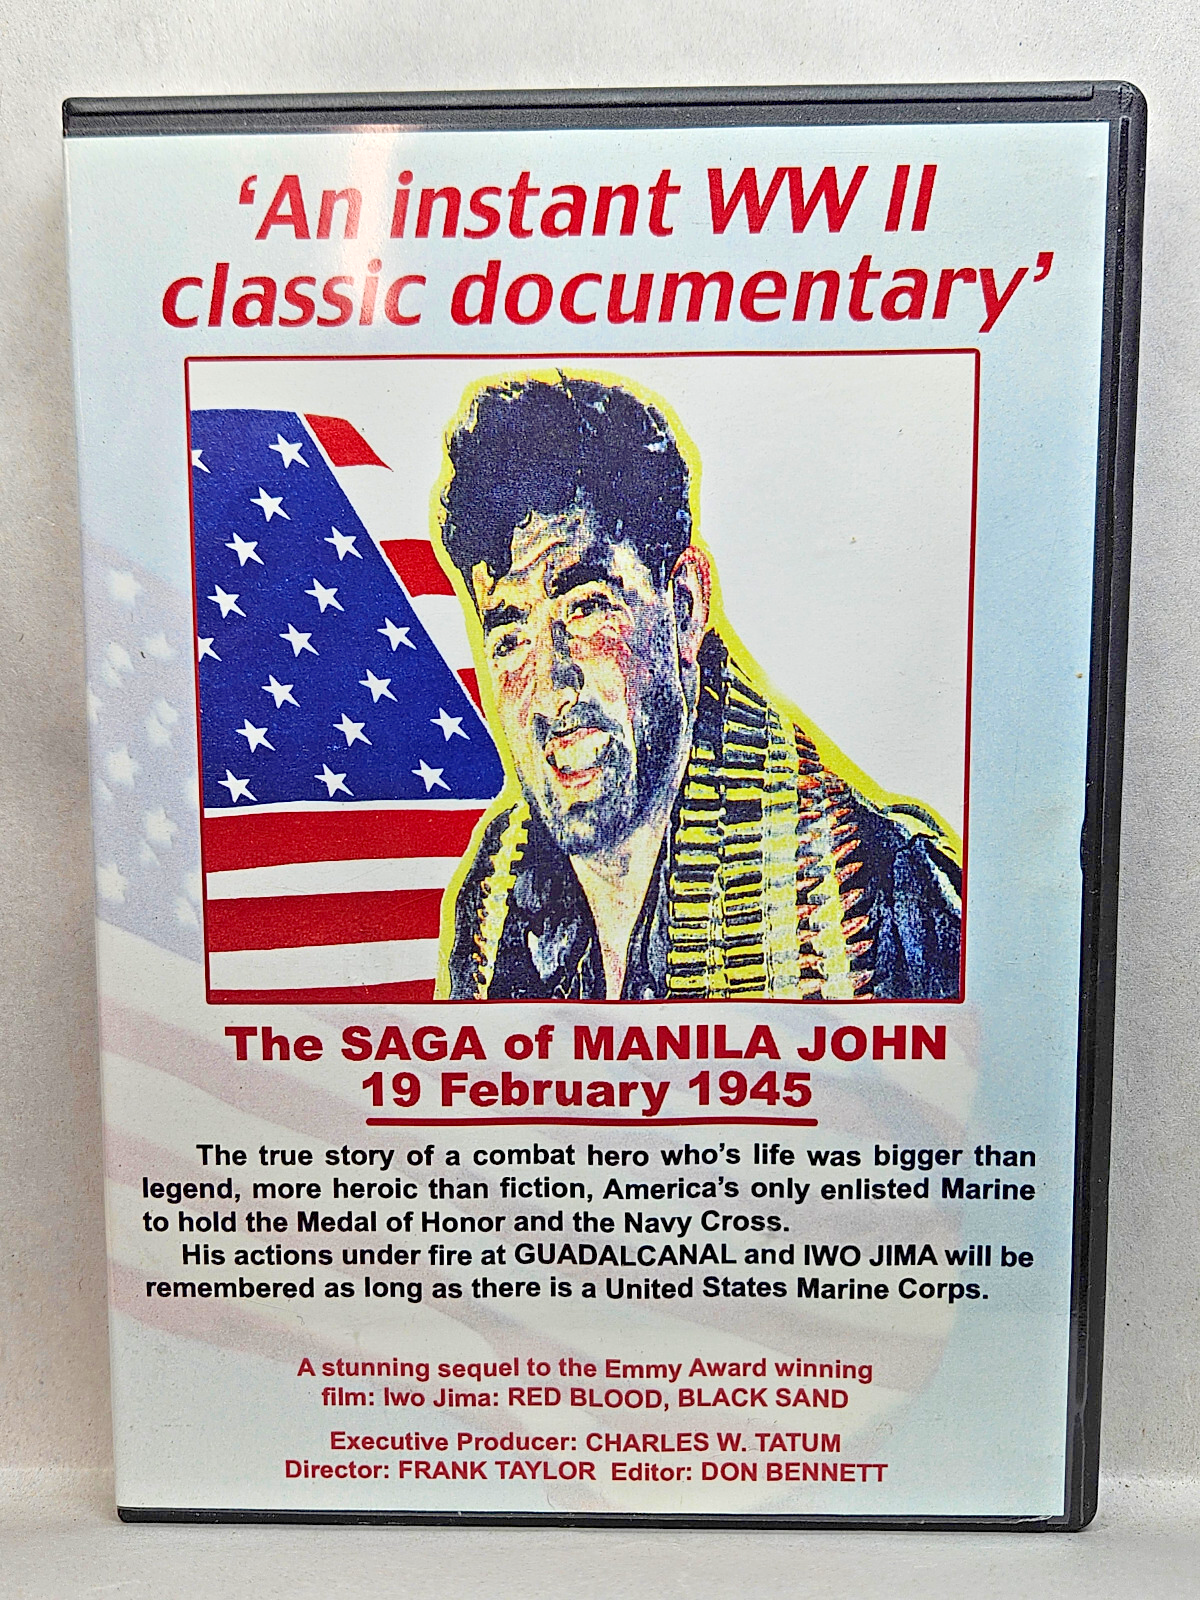 ‘An instant WW II
classic documentary’
The SAGA of MANILA JOHN
19 February 1945
The true story of a combat hero who’s life was bigger than
legend, more heroic than fiction, America’s only enlisted Marine
to hold the Medal of Honor and the Navy Cross.
His actions under fire at GUADALCANAL and IWO JIMA will be
remembered as long as there is a United States Marine Corps.
A stunning sequel to the Emmy Award winning
film: Iwo Jima: RED BLOOD, BLACK SAND
Executive Producer: CHARLES W. TATUM
Director: FRANK TAYLOR Editor: DON BENNETT